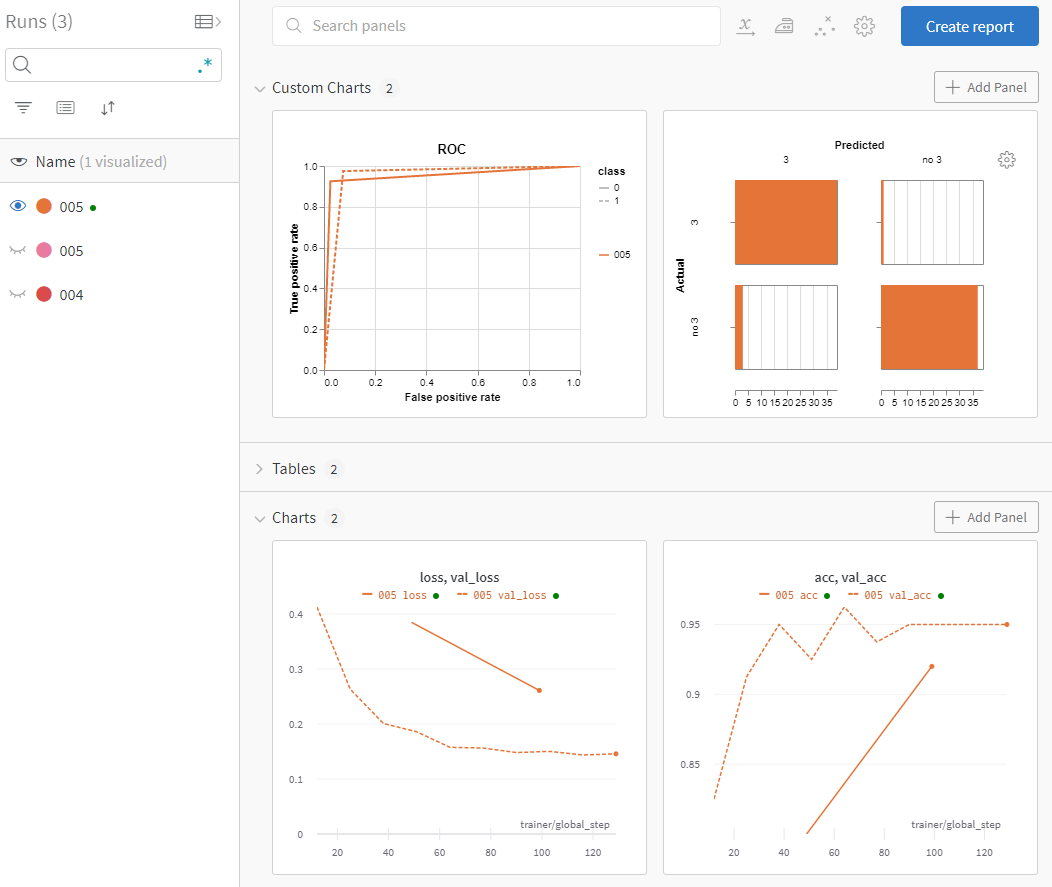 Runs (3)
.*
Name (1 visualized)
005
005
004
Search panels
Create report
Custom Charts 2
Add Panel
ROC
True positive rate
1.0
0.8
0.6
0.4
0.2
0.0
0.0 0.2 0.4 0.6 0.8 1.0
False positive rate
class
0
1
005
Predicted
3 no 3
Actual
3
no 3
0 5 10 15 20 25 30 35
0 5 10 15 20 25 30 35
Tables 2
Charts 2
Add Panel
loss, val_loss
005 loss 005 val_loss
0.4
0.3
0.2
0.1
0
trainer/global_step
20 40 60 80 100 120
acc, val_acc
005 acc 005 val_acc
0.95
0.9
0.85
trainer/global_step
20 40 60 80 100 120